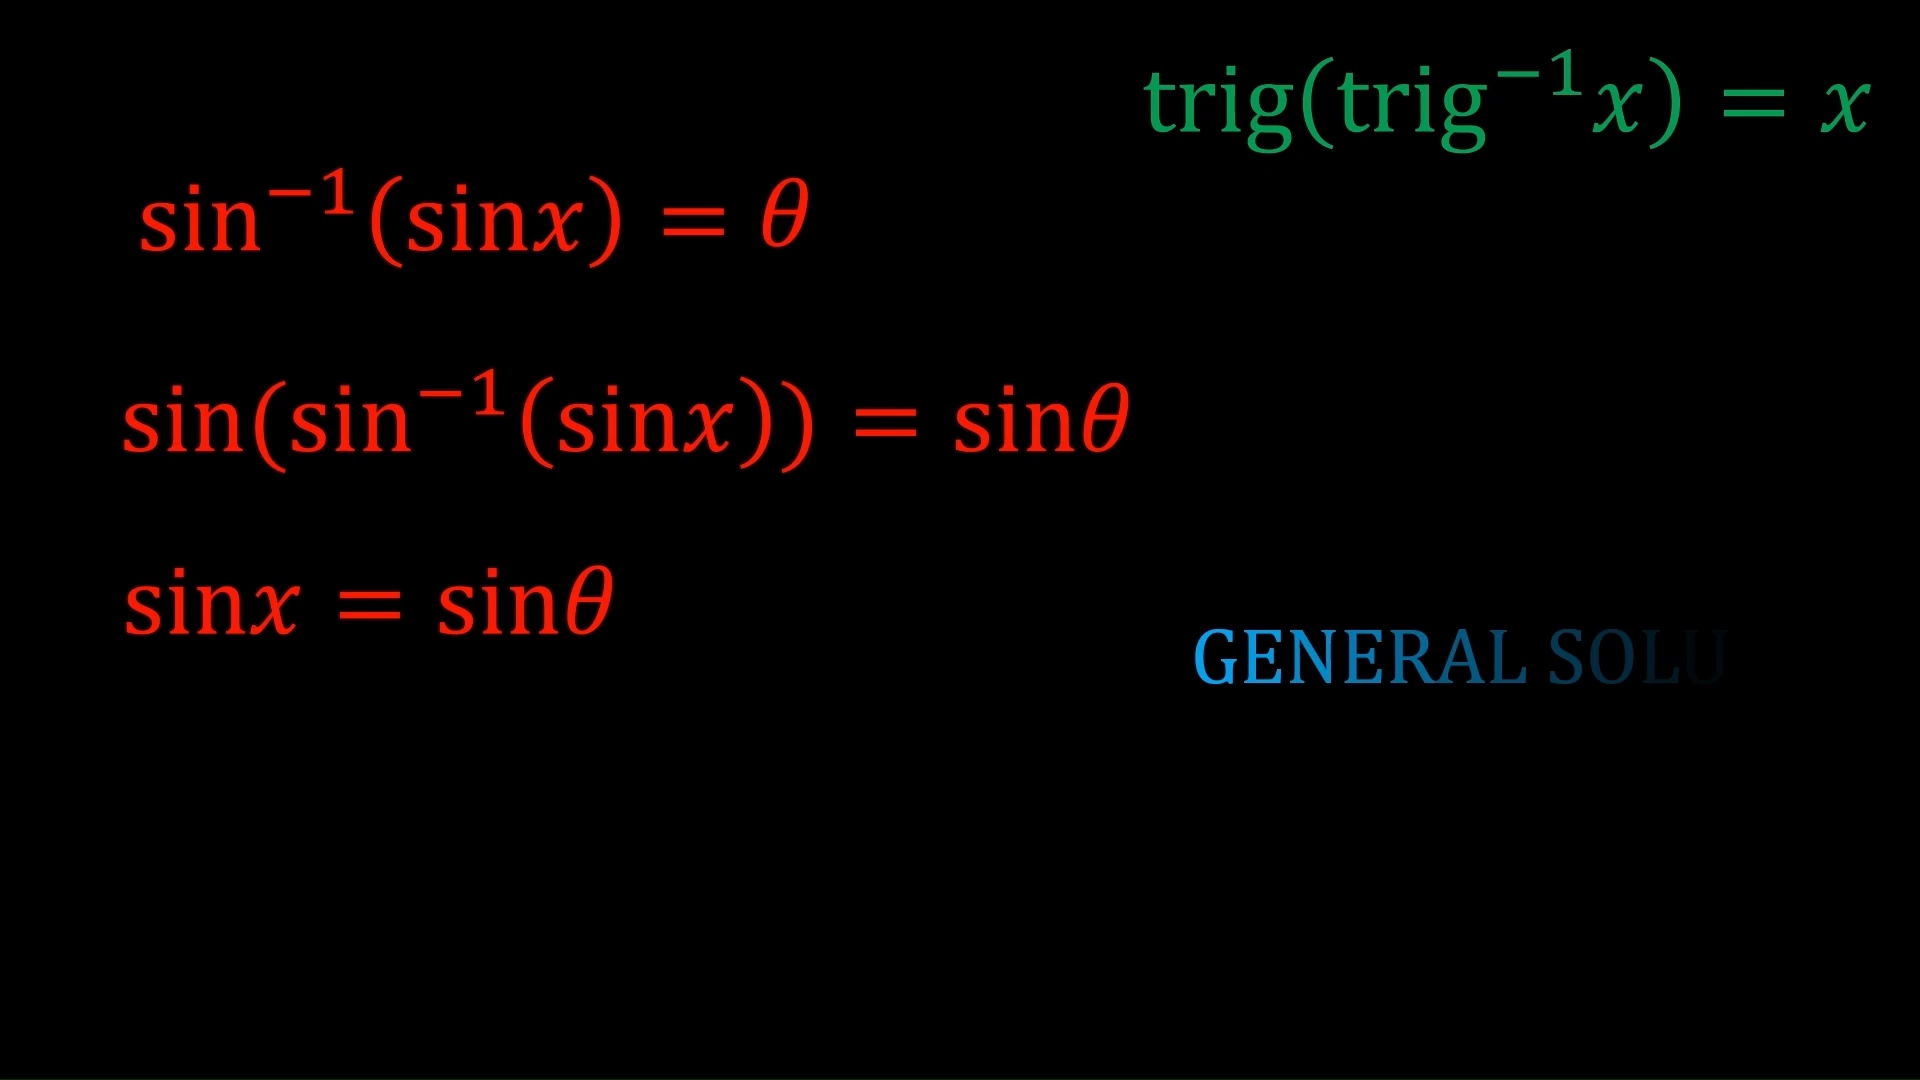 trig(trig⁻¹x) = x
sin⁻¹(sinx) = θ
sin(sin⁻¹(sinx)) = sinθ
sinx = sinθ
GENERAL SOLU